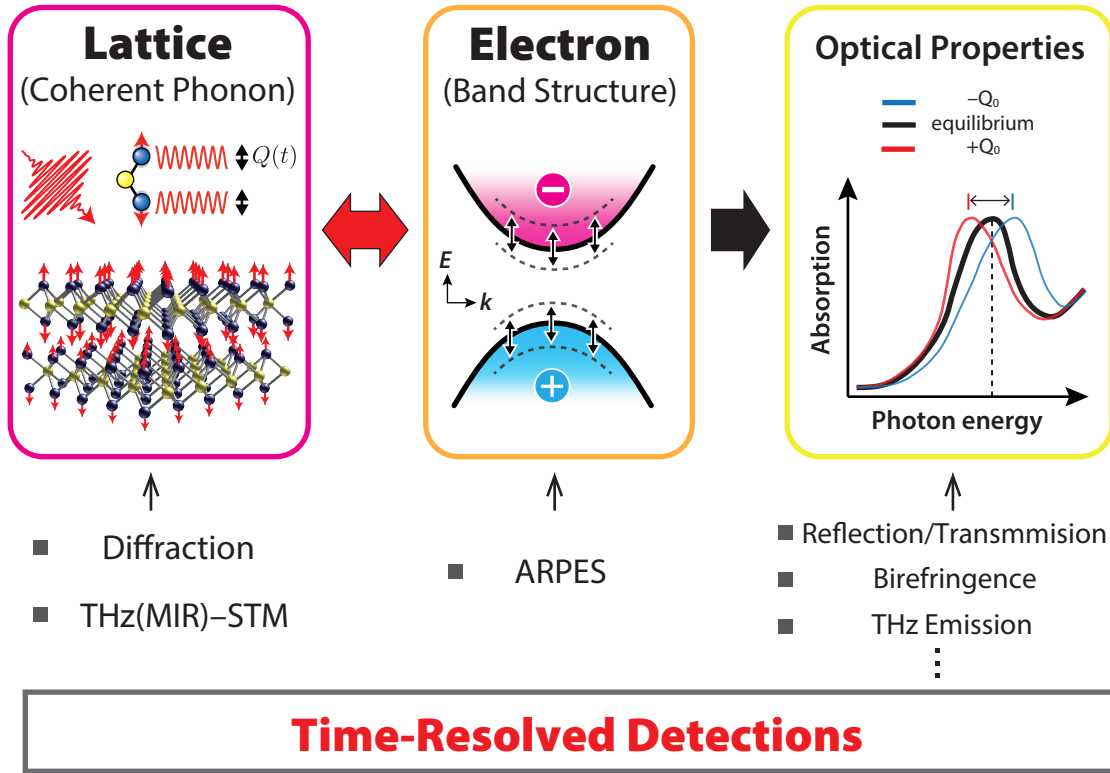 Lattice
(Coherent Phonon)
Q(t)
Electron
(Band Structure)
−
E
k
+
Optical Properties
–Q₀
equilibrium
+Q₀
Absorption
Photon energy
Diffraction
THz(MIR)–STM
ARPES
Reflection/Transmmision
Birefringence
THz Emission
Time-Resolved Detections